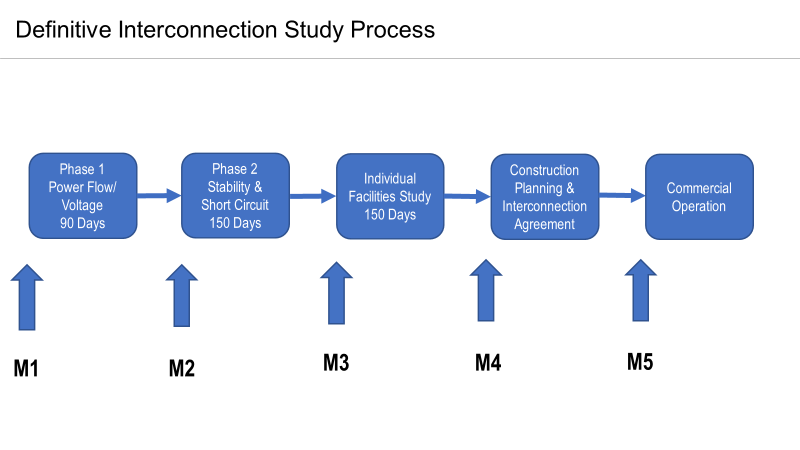 Definitive Interconnection Study Process
Phase 1
Power Flow/
Voltage
90 Days
Phase 2
Stability &
Short Circuit
150 Days
Individual
Facilities Study
150 Days
Construction
Planning &
Interconnection
Agreement
Commercial
Operation
M1
M2
M3
M4
M5